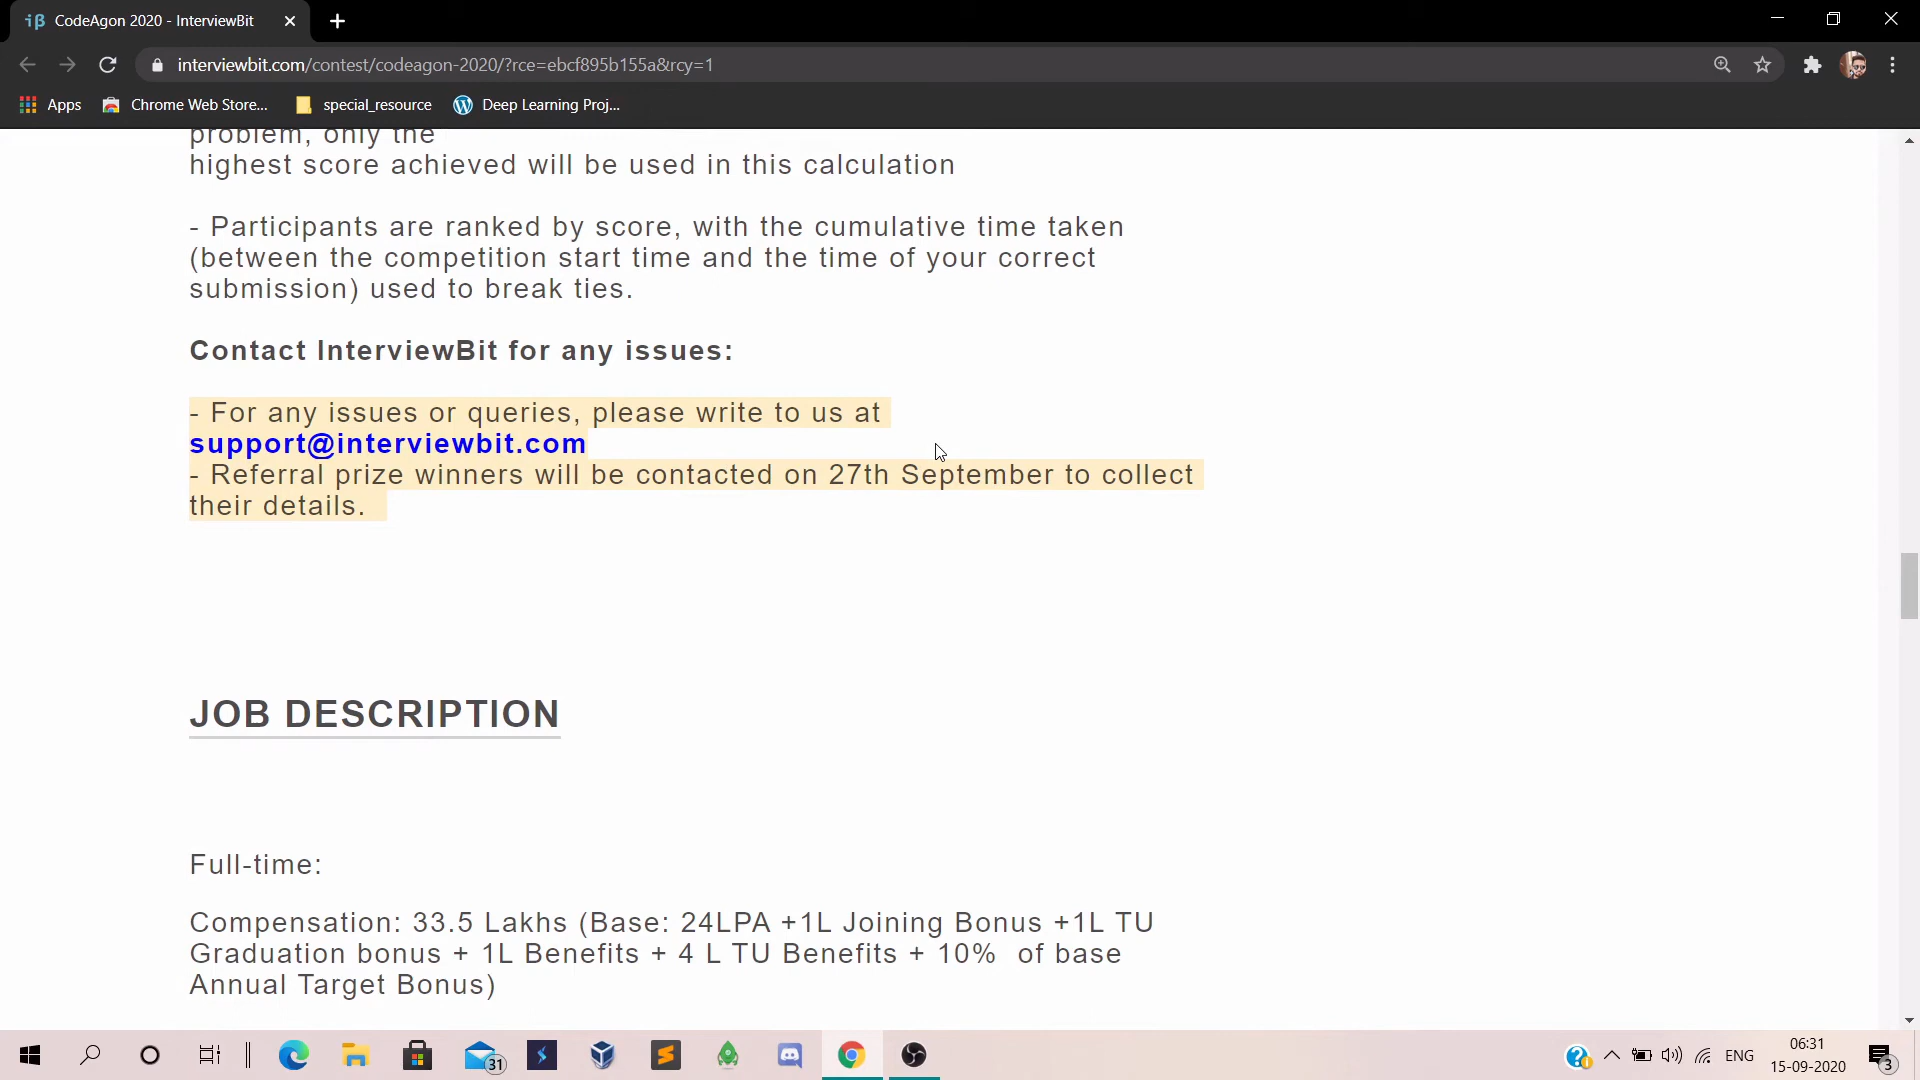 CodeAgon 2020 - InterviewBit
interviewbit.com/contest/codeagon-2020/?rce=ebcf895b155a&rcy=1
Apps Chrome Web Store... special_resource Deep Learning Proj...
problem, only the
highest score achieved will be used in this calculation
- Participants are ranked by score, with the cumulative time taken
(between the competition start time and the time of your correct
submission) used to break ties.
Contact InterviewBit for any issues:
- For any issues or queries, please write to us at
support@interviewbit.com
- Referral prize winners will be contacted on 27th September to collect
their details.
JOB DESCRIPTION
Full-time:
Compensation: 33.5 Lakhs (Base: 24LPA +1L Joining Bonus +1L TU
Graduation bonus + 1L Benefits + 4 L TU Benefits + 10% of base
Annual Target Bonus)
31
ENG
06:31
15-09-2020
3